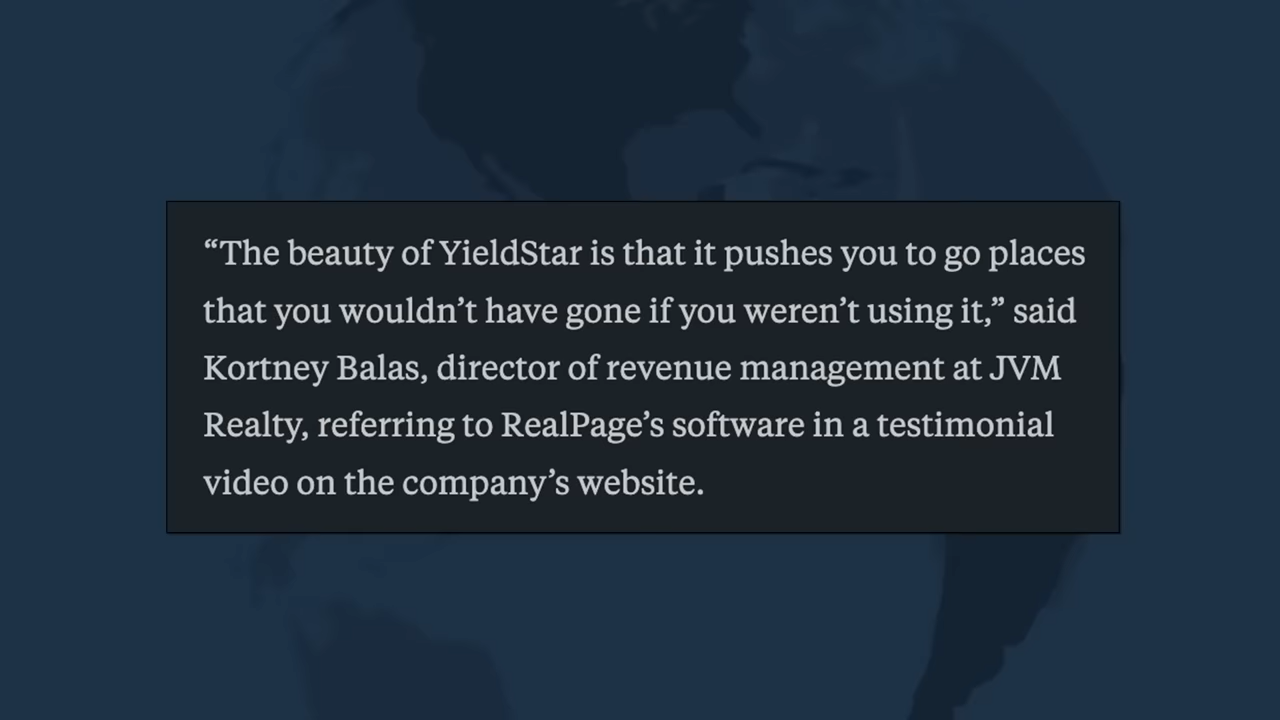 “The beauty of YieldStar is that it pushes you to go places
that you wouldn’t have gone if you weren’t using it,” said
Kortney Balas, director of revenue management at JVM
Realty, referring to RealPage’s software in a testimonial
video on the company’s website.